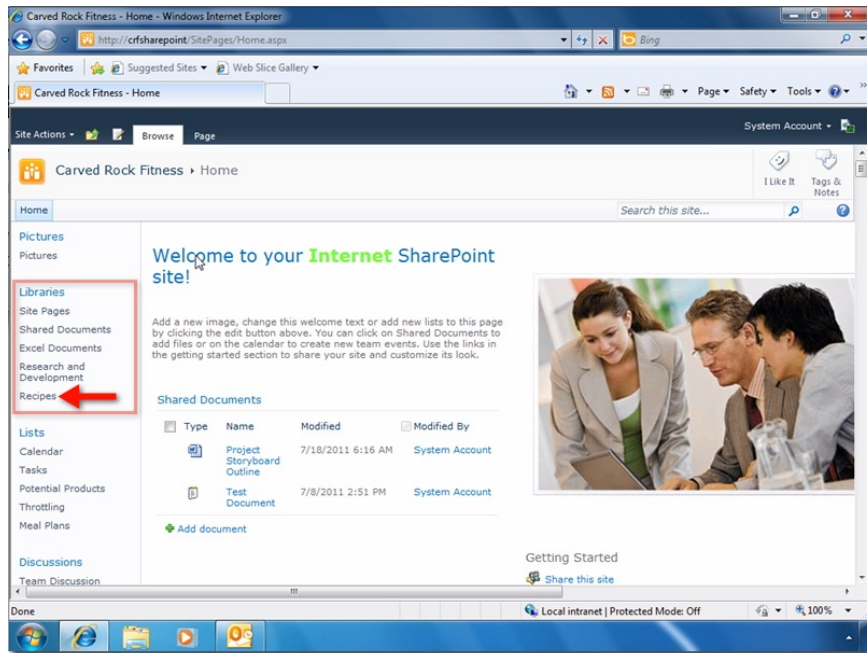 Carved Rock Fitness - Home - Windows Internet Explorer
http://crfsharepoint/SitePages/Home.aspx
Bing
Favorites
Suggested Sites
Web Slice Gallery
Carved Rock Fitness - Home
Page
Safety
Tools
Site Actions
Browse
Page
System Account
Carved Rock Fitness
Home
I Like It
Tags & Notes
Home
Search this site...
Pictures
Pictures
Libraries
Site Pages
Shared Documents
Excel Documents
Research and
Development
Recipes
Lists
Calendar
Tasks
Potential Products
Throttling
Meal Plans
Discussions
Team Discussion
Welcome to your Internet SharePoint
site!
Add a new image, change this welcome text or add new lists to this page
by clicking the edit button above. You can click on Shared Documents to
add files or on the calendar to create new team events. Use the links in
the getting started section to share your site and customize its look.
Shared Documents
Type Name Modified Modified By
Project
Storyboard
Outline
7/18/2011 6:16 AM System Account
Test
Document
7/8/2011 2:51 PM System Account
Add document
Getting Started
Share this site
Done
Local intranet | Protected Mode: Off
100%